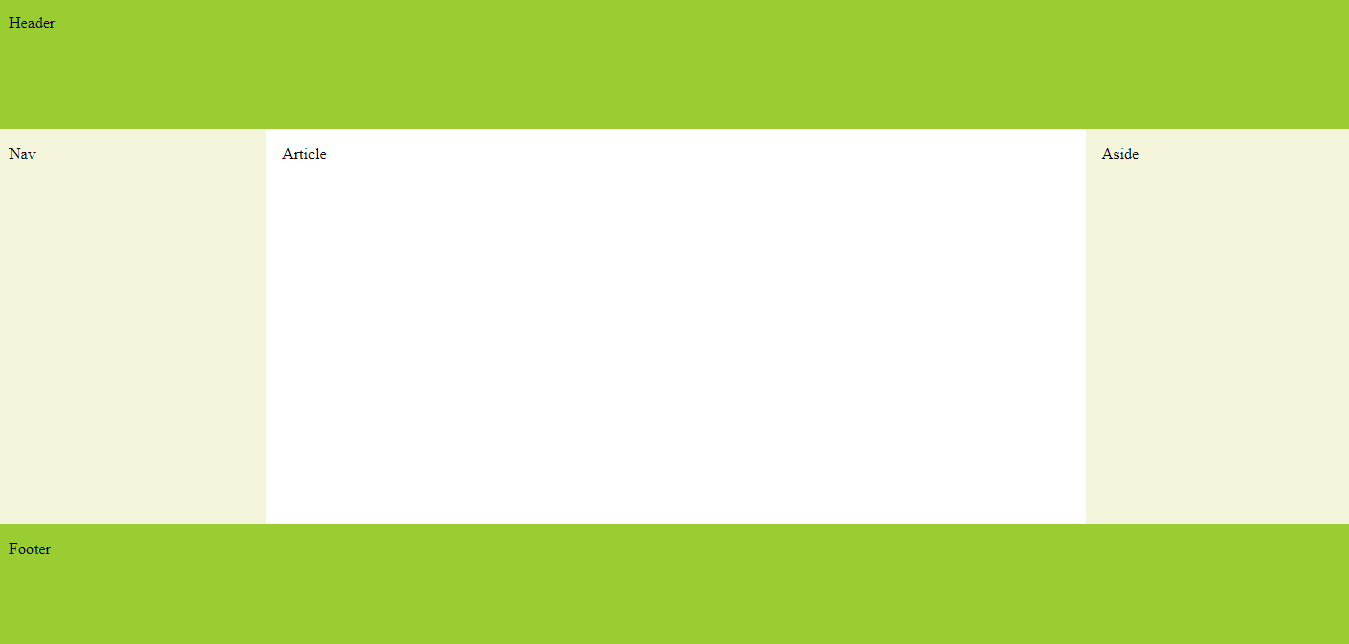 Header
Nav
Article
Aside
Footer